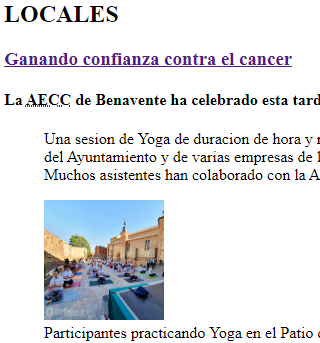 LOCALES
Ganando confianza contra el cancer
La AECC de Benavente ha celebrado esta tard
Una sesion de Yoga de duracion de hora y
del Ayuntamiento y de varias empresas de
Muchos asistentes han colaborado con la A
Participantes practicando Yoga en el Patio